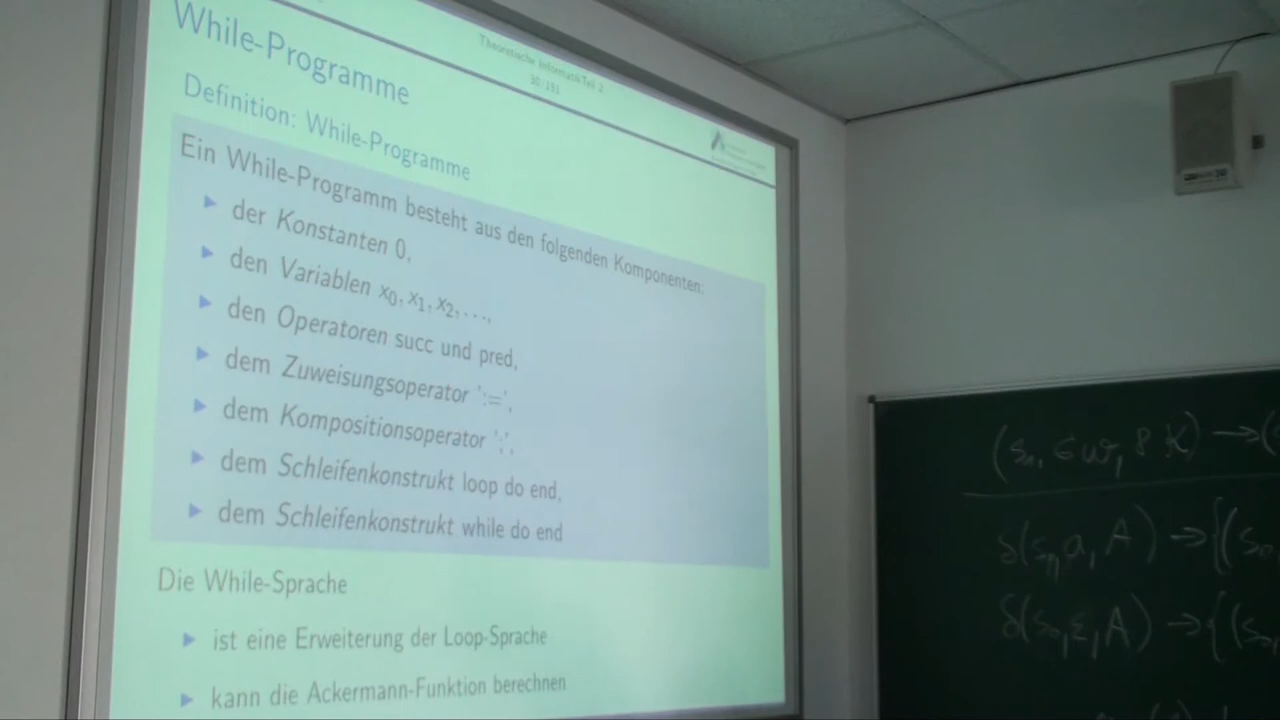 While-Programme
Theoretische Informatik Teil 2
30/151
Definition: While-Programme
Ein While-Programm besteht aus den folgenden Komponenten:
der Konstanten 0,
den Variablen x₀, x₁, x₂, ...,
den Operatoren succ und pred,
dem Zuweisungsoperator ':=',
dem Kompositionsoperator ';',
dem Schleifenkonstrukt loop do end,
dem Schleifenkonstrukt while do end
Die While-Sprache
ist eine Erweiterung der Loop-Sprache
kann die Ackermann-Funktion berechnen
δ(
, a, A) → {(
, ε, A) → {(